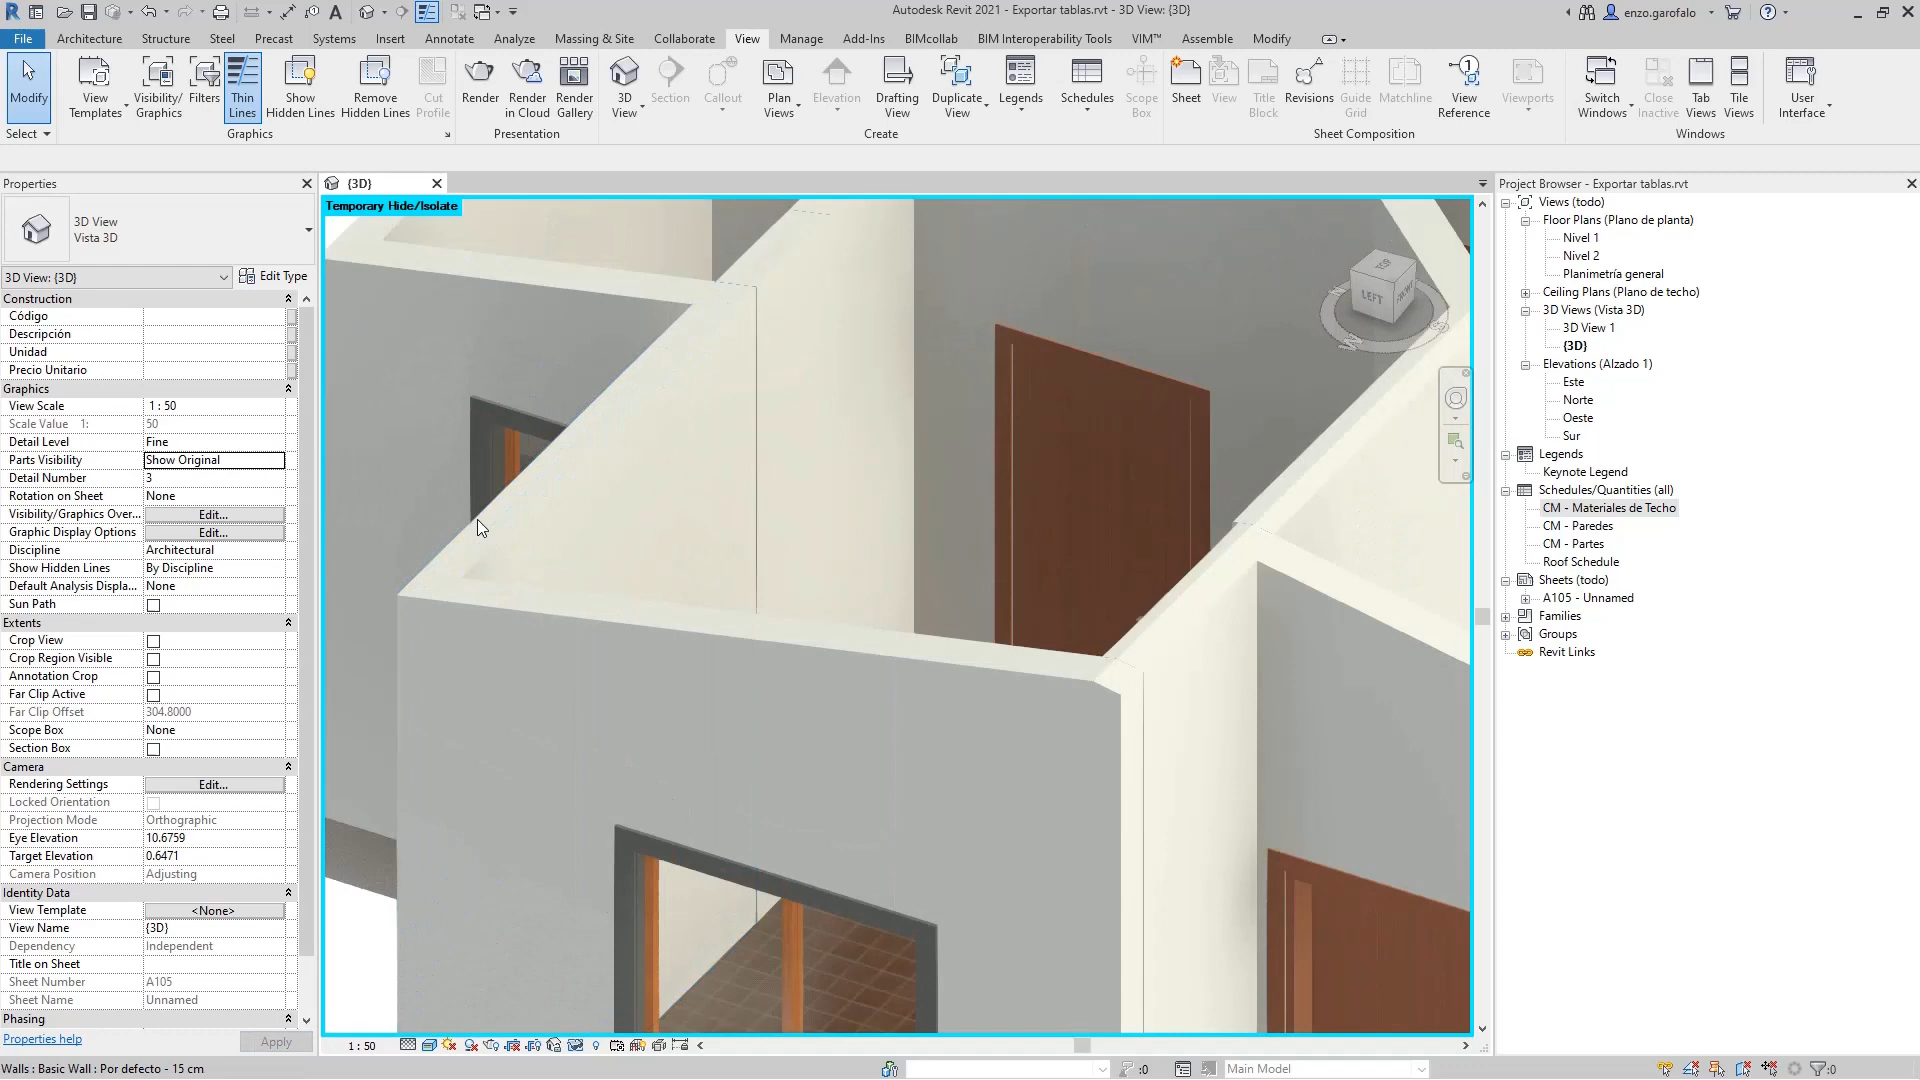 Autodesk Revit 2021 - Exportar tablas.rvt - 3D View: {3D}
enzo.garofalo
File Architecture Structure Steel Precast Systems Insert Annotate Analyze Massing & Site Collaborate View Manage Add-Ins BIMcollab BIM Interoperability Tools VIM™ Assemble Modify
Modify
View Templates
Visibility/ Graphics
Filters
Thin Lines
Show Hidden Lines
Remove Hidden Lines
Cut Profile
Render
Render in Cloud
Render Gallery
3D View
Section
Callout
Plan Views
Elevation
Drafting View
Duplicate View
Legends
Schedules
Scope Box
Sheet
View
Title Block
Revisions
Guide Grid
Matchline
View Reference
Viewports
Switch Windows
Close Inactive
Tab Views
Tile Views
User Interface
Select
Graphics
Presentation
Create
Sheet Composition
Windows
Properties
3D View
Vista 3D
3D View: {3D}
Edit Type
Construction
Código
Descripción
Unidad
Precio Unitario
Graphics
View Scale 1 : 50
Scale Value 1: 50
Detail Level Fine
Parts Visibility Show Original
Detail Number 3
Rotation on Sheet None
Visibility/Graphics Over... Edit...
Graphic Display Options Edit...
Discipline Architectural
Show Hidden Lines By Discipline
Default Analysis Displa... None
Sun Path
Extents
Crop View
Crop Region Visible
Annotation Crop
Far Clip Active
Far Clip Offset 304.8000
Scope Box None
Section Box
Camera
Rendering Settings Edit...
Locked Orientation
Projection Mode Orthographic
Eye Elevation 10.6759
Target Elevation 0.6471
Camera Position Adjusting
Identity Data
View Template <None>
View Name {3D}
Dependency Independent
Title on Sheet
Sheet Number A105
Sheet Name Unnamed
Phasing
Properties help
Apply
{3D}
Temporary Hide/Isolate
TOP
LEFT
FRONT
W
1 : 50
Project Browser - Exportar tablas.rvt
Views (todo)
Floor Plans (Plano de planta)
Nivel 1
Nivel 2
Planimetría general
Ceiling Plans (Plano de techo)
3D Views (Vista 3D)
3D View 1
{3D}
Elevations (Alzado 1)
Este
Norte
Oeste
Sur
Legends
Keynote Legend
Schedules/Quantities (all)
CM - Materiales de Techo
CM - Paredes
CM - Partes
Roof Schedule
Sheets (todo)
A105 - Unnamed
Families
Groups
Revit Links
Walls : Basic Wall : Por defecto - 15 cm
:0
Main Model
:0